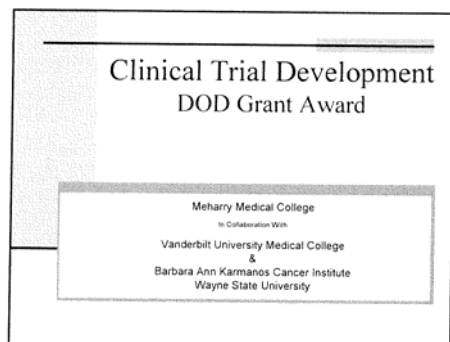 Clinical Trial Development
DOD Grant Award
Meharry Medical College
In Collaboration With
Vanderbilt University Medical College
&
Barbara Ann Karmanos Cancer Institute
Wayne State University